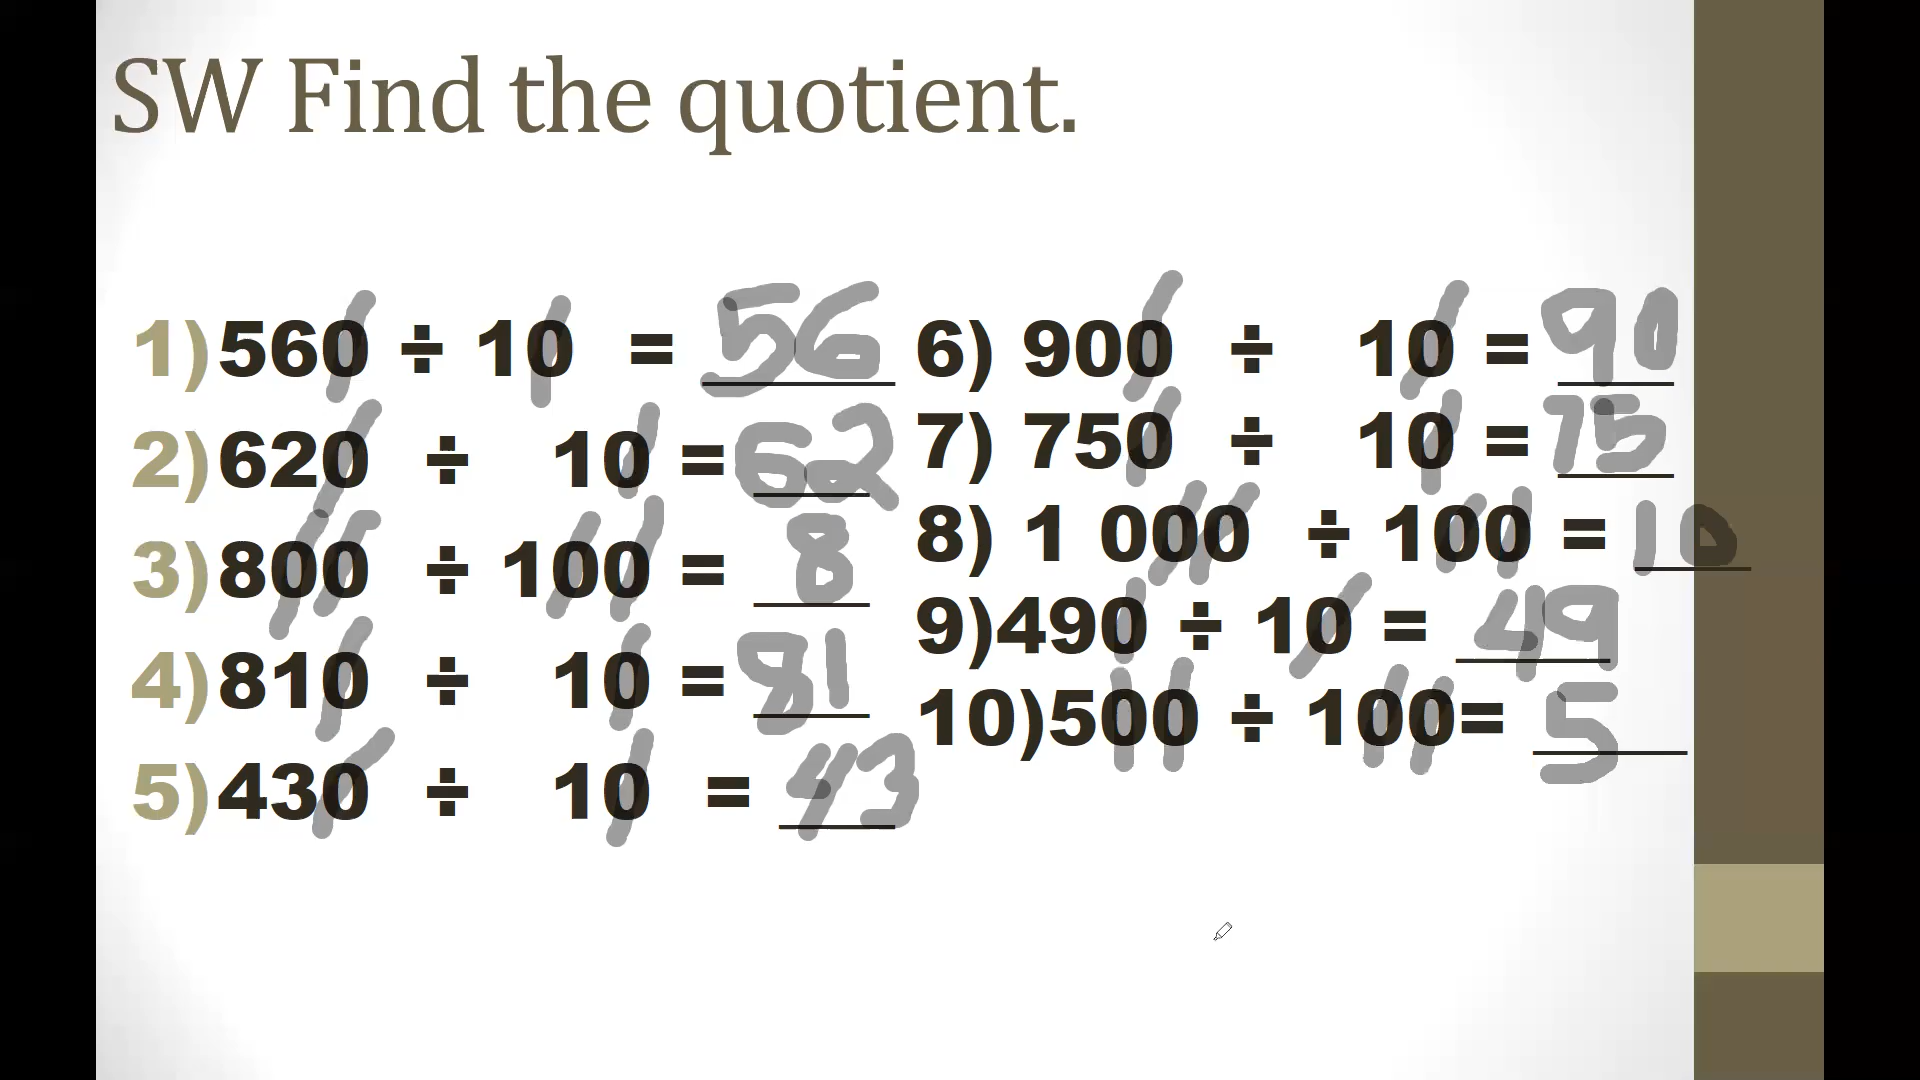 SW Find the quotient.
1) 560 ÷ 10 = 56
2) 620 ÷ 10 = 62
3) 800 ÷ 100 = 8
4) 810 ÷ 10 = 81
5) 430 ÷ 10 = 43
6) 900 ÷ 10 = 90
7) 750 ÷ 10 = 75
8) 1 000 ÷ 100 = 10
9)490 ÷ 10 = 49
10)500 ÷ 100= 5